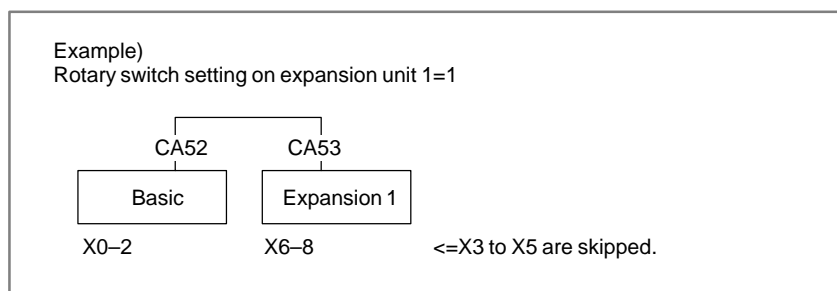 Example)
Rotary switch setting on expansion unit 1=1
CA52 CA53
Basic Expansion 1
X0–2 X6–8 <=X3 to X5 are skipped.